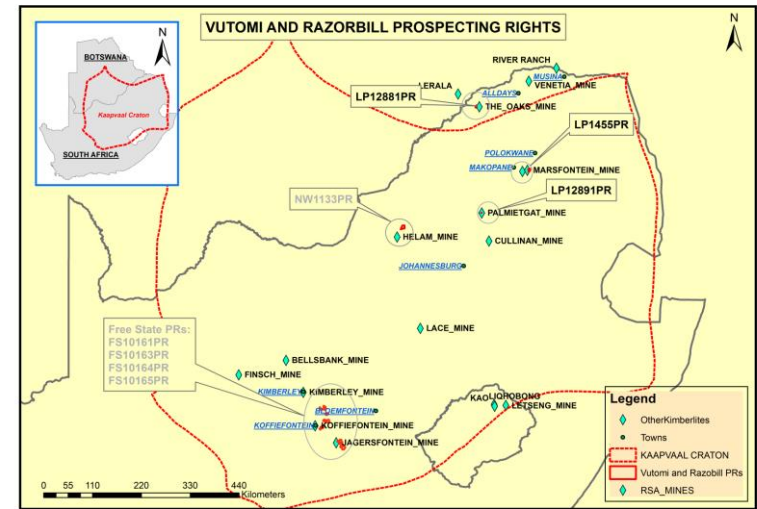 VUTOMI AND RAZORBILL PROSPECTING RIGHTS
N
BOTSWANA
Kaapvaal Craton
SOUTH AFRICA
N
RIVER RANCH
MUSINA
VENETIA_MINE
LERALA
ALLDAYS
LP12881PR
THE_OAKS_MINE
LP1455PR
POLOKWANE
MAKOPANE
MARSFONTEIN_MINE
LP12891PR
NW1133PR
PALMIETGAT_MINE
HELAM_MINE
CULLINAN_MINE
JOHANNESBURG
Free State PRs:
FS10161PR
FS10163PR
FS10164PR
FS10165PR
LACE_MINE
BELLSBANK_MINE
FINSCH_MINE
KIMBERLEY
KIMBERLEY_MINE
BLOEMFONTEIN
KOFFIEFONTEIN
KOFFIEFONTEIN_MINE
JAGERSFONTEIN_MINE
KAO
LIQHOBONG
LETSENG_MINE
Legend
OtherKimberlites
Towns
KAAPVAAL CRATON
Vutomi and Razobill PRs
RSA_MINES
0 55 110 220 330 440
Kilometers